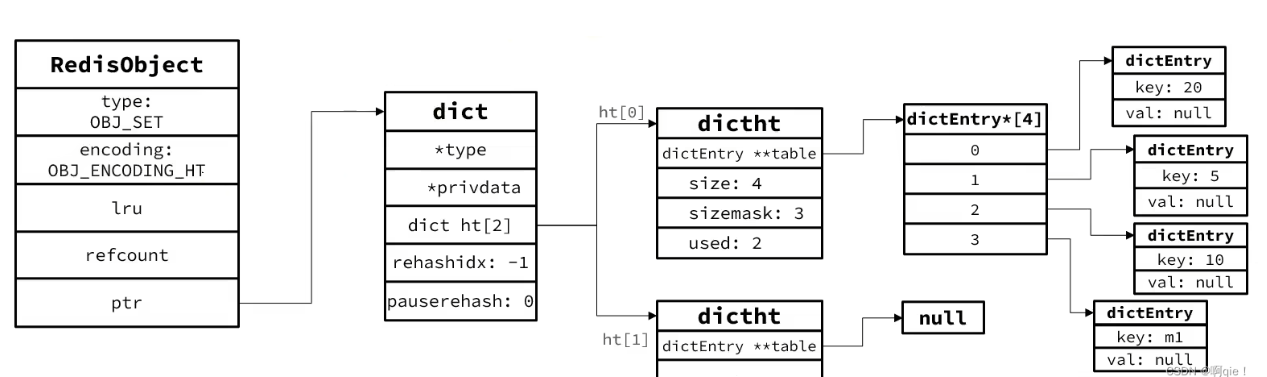 RedisObject
type:
OBJ_SET
encoding:
OBJ_ENCODING_HT
lru
refcount
ptr
dict
*type
*privdata
dict ht[2]
rehashidx: -1
pauserehash: 0
ht[0]
dictht
dictEntry **table
size: 4
sizemask: 3
used: 2
ht[1]
dictht
dictEntry **table
dictEntry*[4]
0
1
2
3
null
dictEntry
key: 20
val: null
dictEntry
key: 5
val: null
dictEntry
key: 10
val: null
dictEntry
key: m1
val: null
CSDN @啊qie！